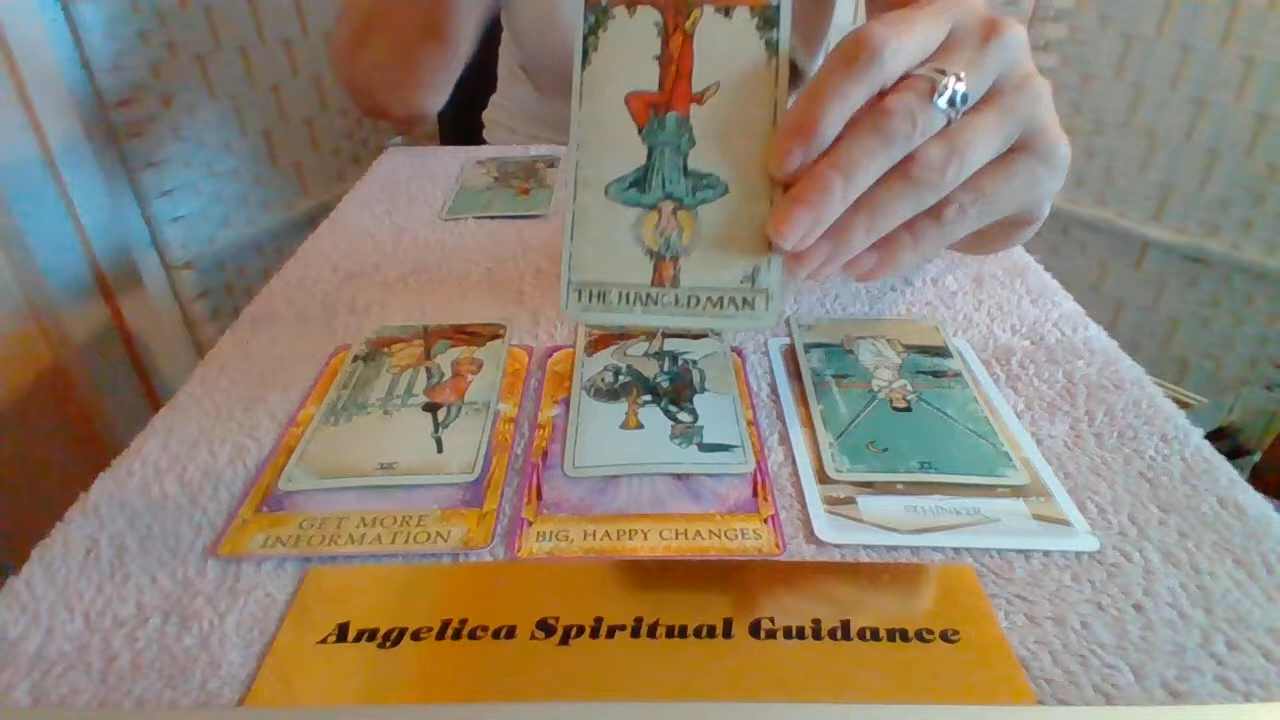 THE HANGED MAN
GET MORE
INFORMATION
BIG, HAPPY CHANGES
THINKER
Angelica Spiritual Guidance